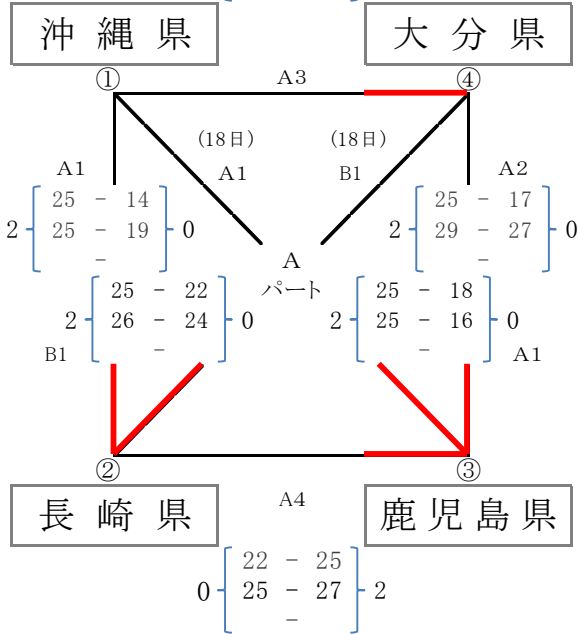 沖縄県 大分県
① A3 ④
(18日) (18日)
A1 A1 B1 A2
25 - 14 25 - 17
2 25 - 19 0 2 29 - 27 0
- -
A
パート
25 - 22 25 - 18
2 26 - 24 0 2 25 - 16 0
- -
B1 A1
② ③
長崎県 A4 鹿児島県
22 - 25
0 25 - 27 2
-